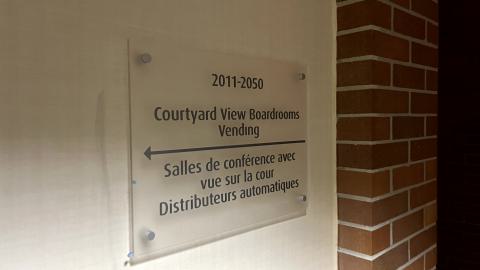 2011-2050
Courtyard View Boardrooms
Vending
Salles de conférence avec
vue sur la cour
Distributeurs automatiques